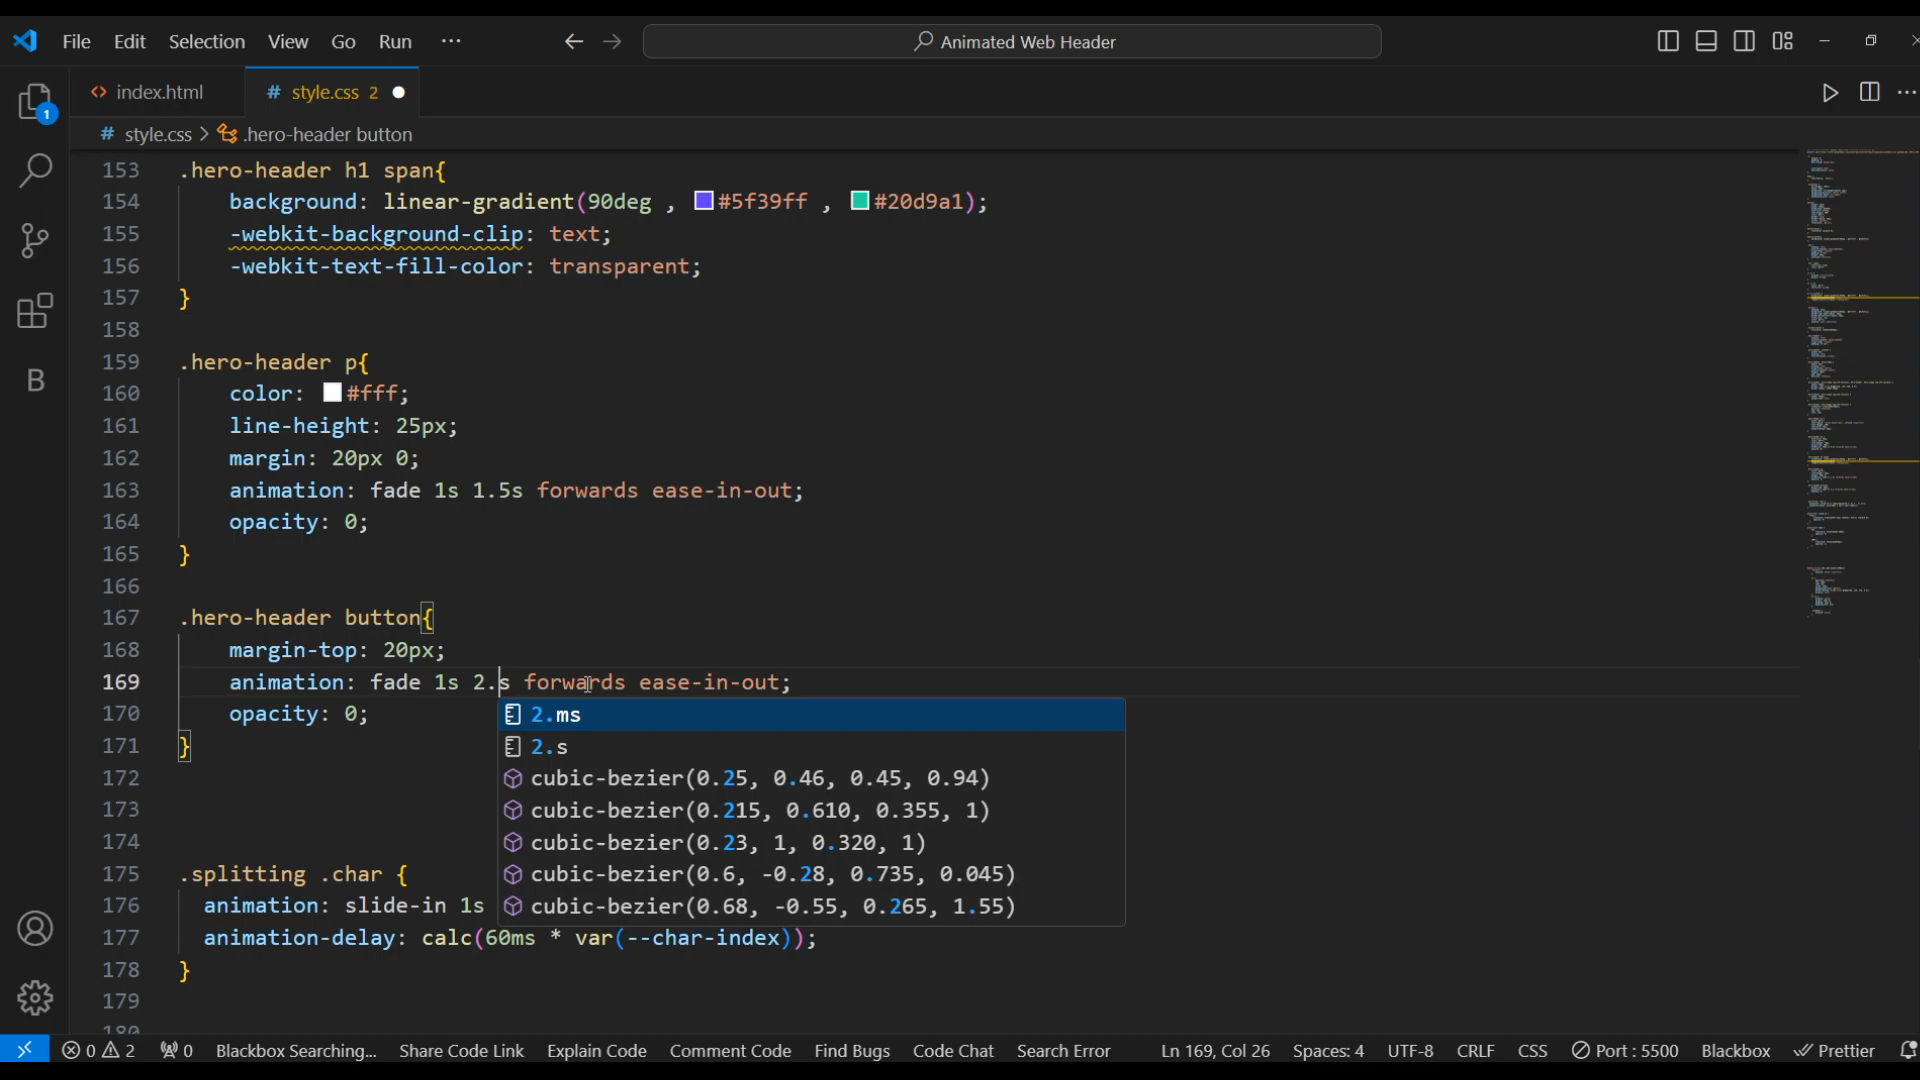 File Edit Selection View Go Run ··· Animated Web Header
index.html # style.css 2
# style.css > .hero-header button
153 .hero-header h1 span{
154 background: linear-gradient(90deg , #5f39ff , #20d9a1);
155 -webkit-background-clip: text;
156 -webkit-text-fill-color: transparent;
157 }
158
159 .hero-header p{
160 color: #fff;
161 line-height: 25px;
162 margin: 20px 0;
163 animation: fade 1s 1.5s forwards ease-in-out;
164 opacity: 0;
165 }
166
167 .hero-header button{
168 margin-top: 20px;
169 animation: fade 1s 2.s forwards ease-in-out;
170 opacity: 0;
2.ms
171 }
2.s
172 cubic-bezier(0.25, 0.46, 0.45, 0.94)
173 cubic-bezier(0.215, 0.610, 0.355, 1)
174 cubic-bezier(0.23, 1, 0.320, 1)
175 .splitting .char { cubic-bezier(0.6, -0.28, 0.735, 0.045)
176 animation: slide-in 1s cubic-bezier(0.68, -0.55, 0.265, 1.55)
177 animation-delay: calc(60ms * var(--char-index));
178 }
179
180
0 2 0 Blackbox Searching... Share Code Link Explain Code Comment Code Find Bugs Code Chat Search Error Ln 169, Col 26 Spaces: 4 UTF-8 CRLF CSS Port : 5500 Blackbox Prettier